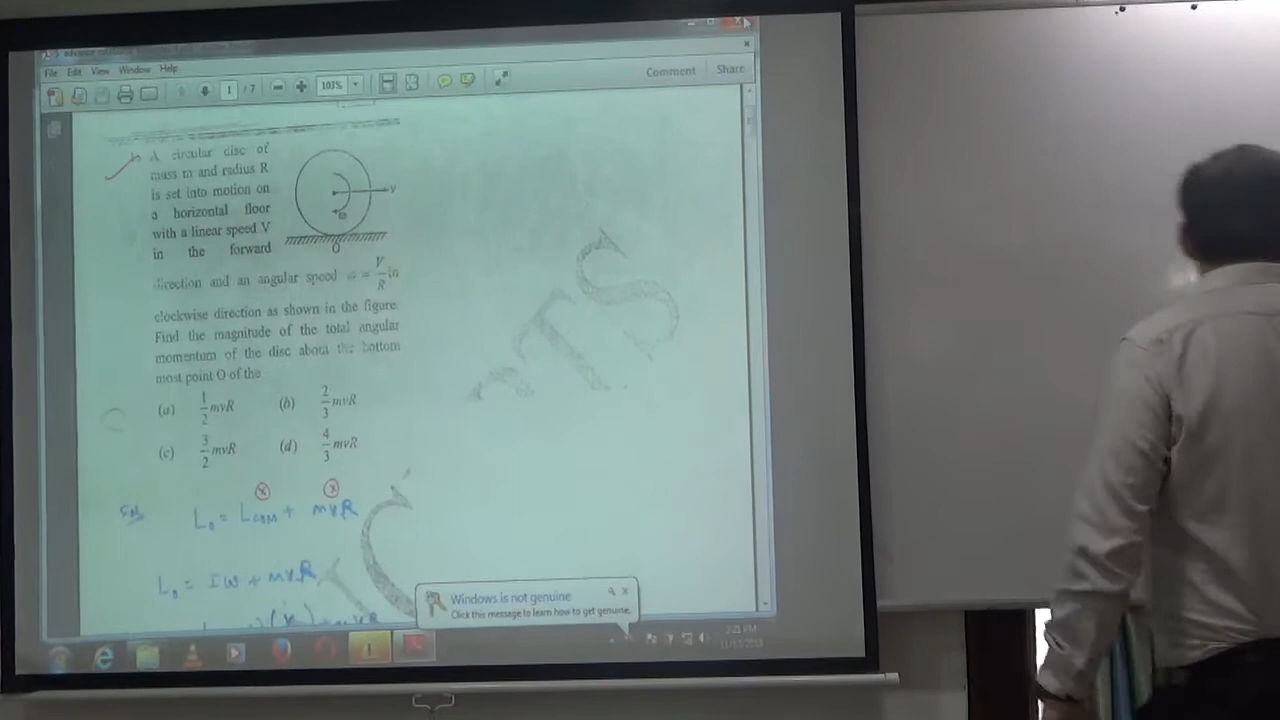 File Edit View Window Help
1 / 7 103% Comment Share
A circular disc of
mass m and radius R
is set into motion on
a horizontal floor
with a linear speed V
in the forward
direction and an angular speed ω = V/R in
clockwise direction as shown in the figure.
Find the magnitude of the total angular
momentum of the disc about the bottom
most point O of the
v
ω
O
(a) 1/2 mvR (b) 2/3 mvR
(c) 3/2 mvR (d) 4/3 mvR
Sol
L₀ = L_COM + mVR
L₀ = Iω + mVR
Windows is not genuine
Click this message to learn how to get genuine.